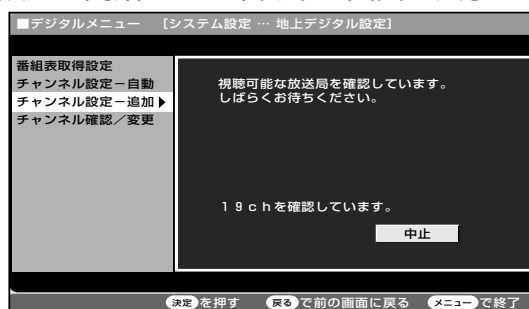 ■デジタルメニュー　[システム設定 … 地上デジタル設定]
番組表取得設定
チャンネル設定－自動
チャンネル設定－追加▶
チャンネル確認／変更
視聴可能な放送局を確認しています。
しばらくお待ちください。
１９ｃｈを確認しています。
中止
決定を押す　戻るで前の画面に戻る　メニューで終了